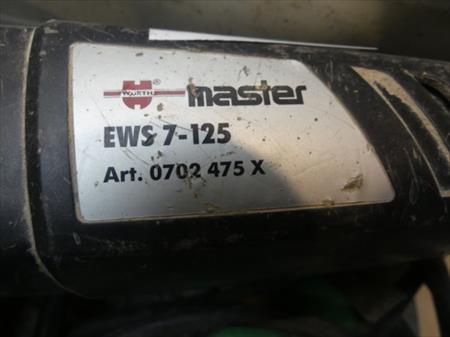 WÜRTH® master
EWS 7-125
Art. 0702 475 X